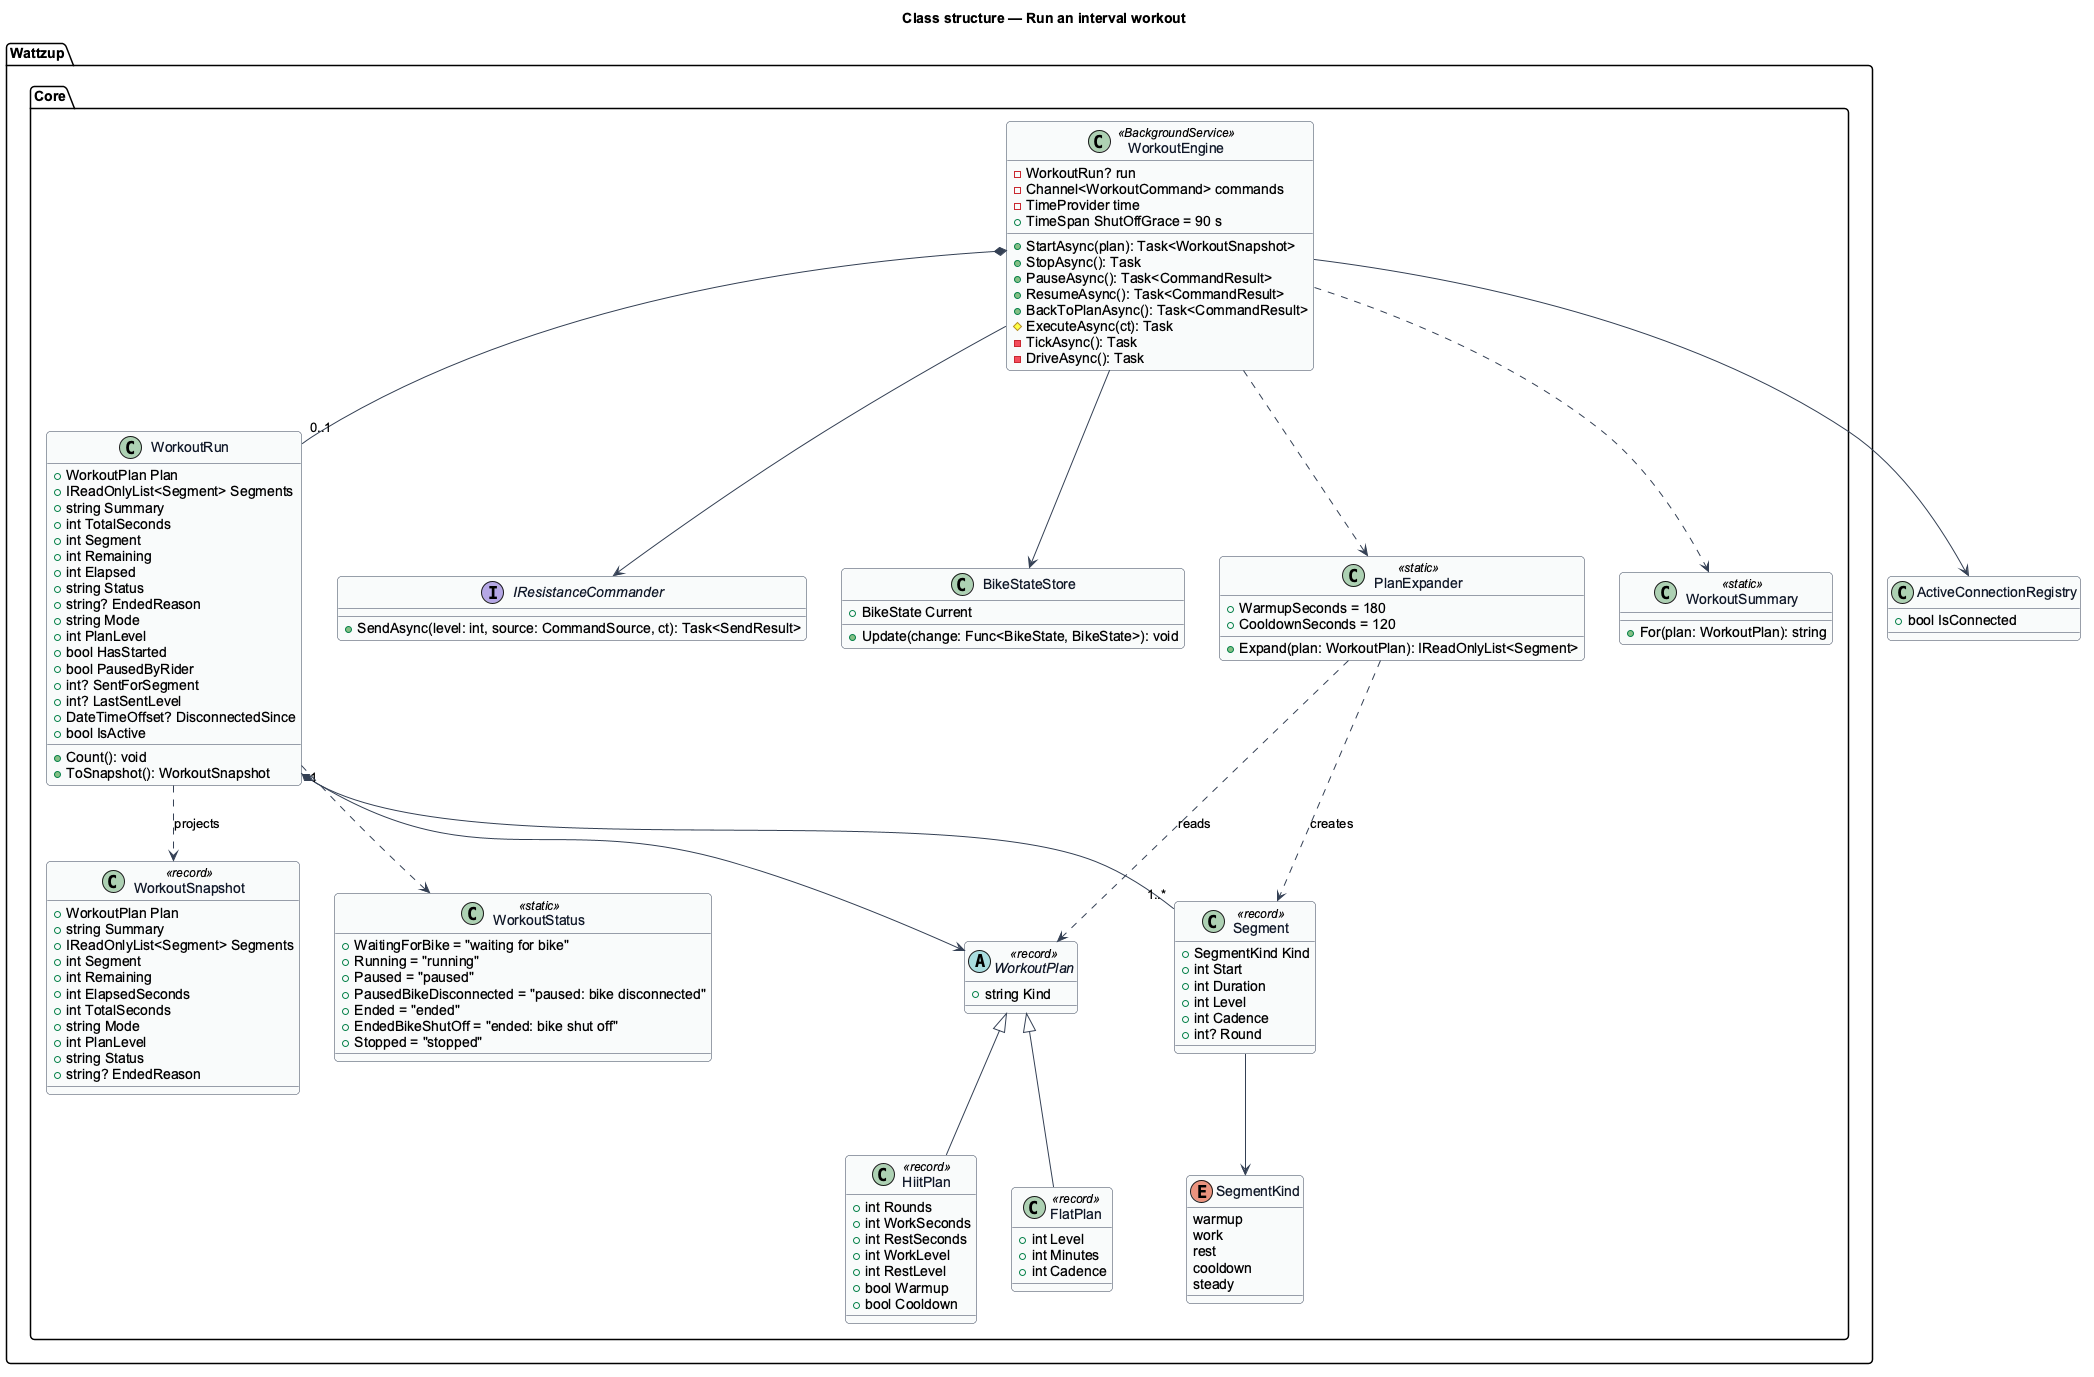 Class structure — Run an interval workout
Wattzup
Core
«BackgroundService»
C WorkoutEngine
WorkoutRun? run
Channel<WorkoutCommand> commands
TimeProvider time
TimeSpan ShutOffGrace = 90 s
StartAsync(plan): Task<WorkoutSnapshot>
StopAsync(): Task
PauseAsync(): Task<CommandResult>
ResumeAsync(): Task<CommandResult>
BackToPlanAsync(): Task<CommandResult>
ExecuteAsync(ct): Task
TickAsync(): Task
DriveAsync(): Task
0..1
C WorkoutRun
WorkoutPlan Plan
IReadOnlyList<Segment> Segments
string Summary
int TotalSeconds
int Segment
int Remaining
int Elapsed
string Status
string? EndedReason
string Mode
int PlanLevel
bool HasStarted
bool PausedByRider
int? SentForSegment
int? LastSentLevel
DateTimeOffset? DisconnectedSince
bool IsActive
Count(): void
ToSnapshot(): WorkoutSnapshot
I IResistanceCommander
SendAsync(level: int, source: CommandSource, ct): Task<SendResult>
C BikeStateStore
BikeState Current
Update(change: Func<BikeState, BikeState>): void
«static»
C PlanExpander
WarmupSeconds = 180
CooldownSeconds = 120
Expand(plan: WorkoutPlan): IReadOnlyList<Segment>
«static»
C WorkoutSummary
For(plan: WorkoutPlan): string
C ActiveConnectionRegistry
bool IsConnected
1
projects
reads
creates
1..*
«record»
C WorkoutSnapshot
WorkoutPlan Plan
string Summary
IReadOnlyList<Segment> Segments
int Segment
int Remaining
int ElapsedSeconds
int TotalSeconds
string Mode
int PlanLevel
string Status
string? EndedReason
«static»
C WorkoutStatus
WaitingForBike = "waiting for bike"
Running = "running"
Paused = "paused"
PausedBikeDisconnected = "paused: bike disconnected"
Ended = "ended"
EndedBikeShutOff = "ended: bike shut off"
Stopped = "stopped"
«record»
A WorkoutPlan
string Kind
«record»
C Segment
SegmentKind Kind
int Start
int Duration
int Level
int Cadence
int? Round
«record»
C HiitPlan
int Rounds
int WorkSeconds
int RestSeconds
int WorkLevel
int RestLevel
bool Warmup
bool Cooldown
«record»
C FlatPlan
int Level
int Minutes
int Cadence
E SegmentKind
warmup
work
rest
cooldown
steady